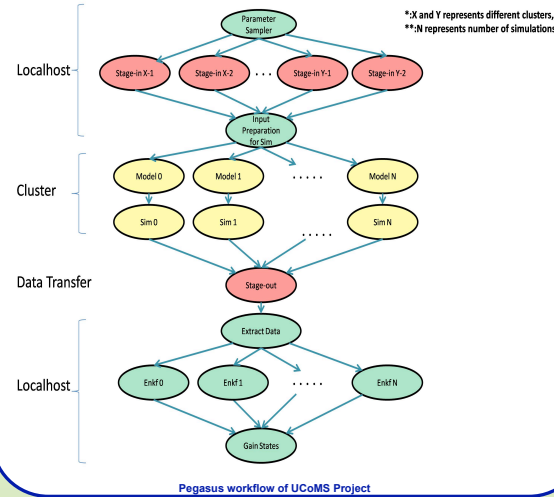 Parameter
Sampler
*:X and Y represents different clusters,
**:N represents number of simulations
Localhost
Stage-in X-1
Stage-in X-2
...
Stage-in Y-1
Stage-in Y-2
Input
Preparation
for Sim
Cluster
Model 0
Model 1
.....
Model N
Sim 0
Sim 1
.....
Sim N
Data Transfer
Stage-out
Extract Data
Localhost
Enkf 0
Enkf 1
.....
Enkf N
Gain States
Pegasus workflow of UCoMS Project